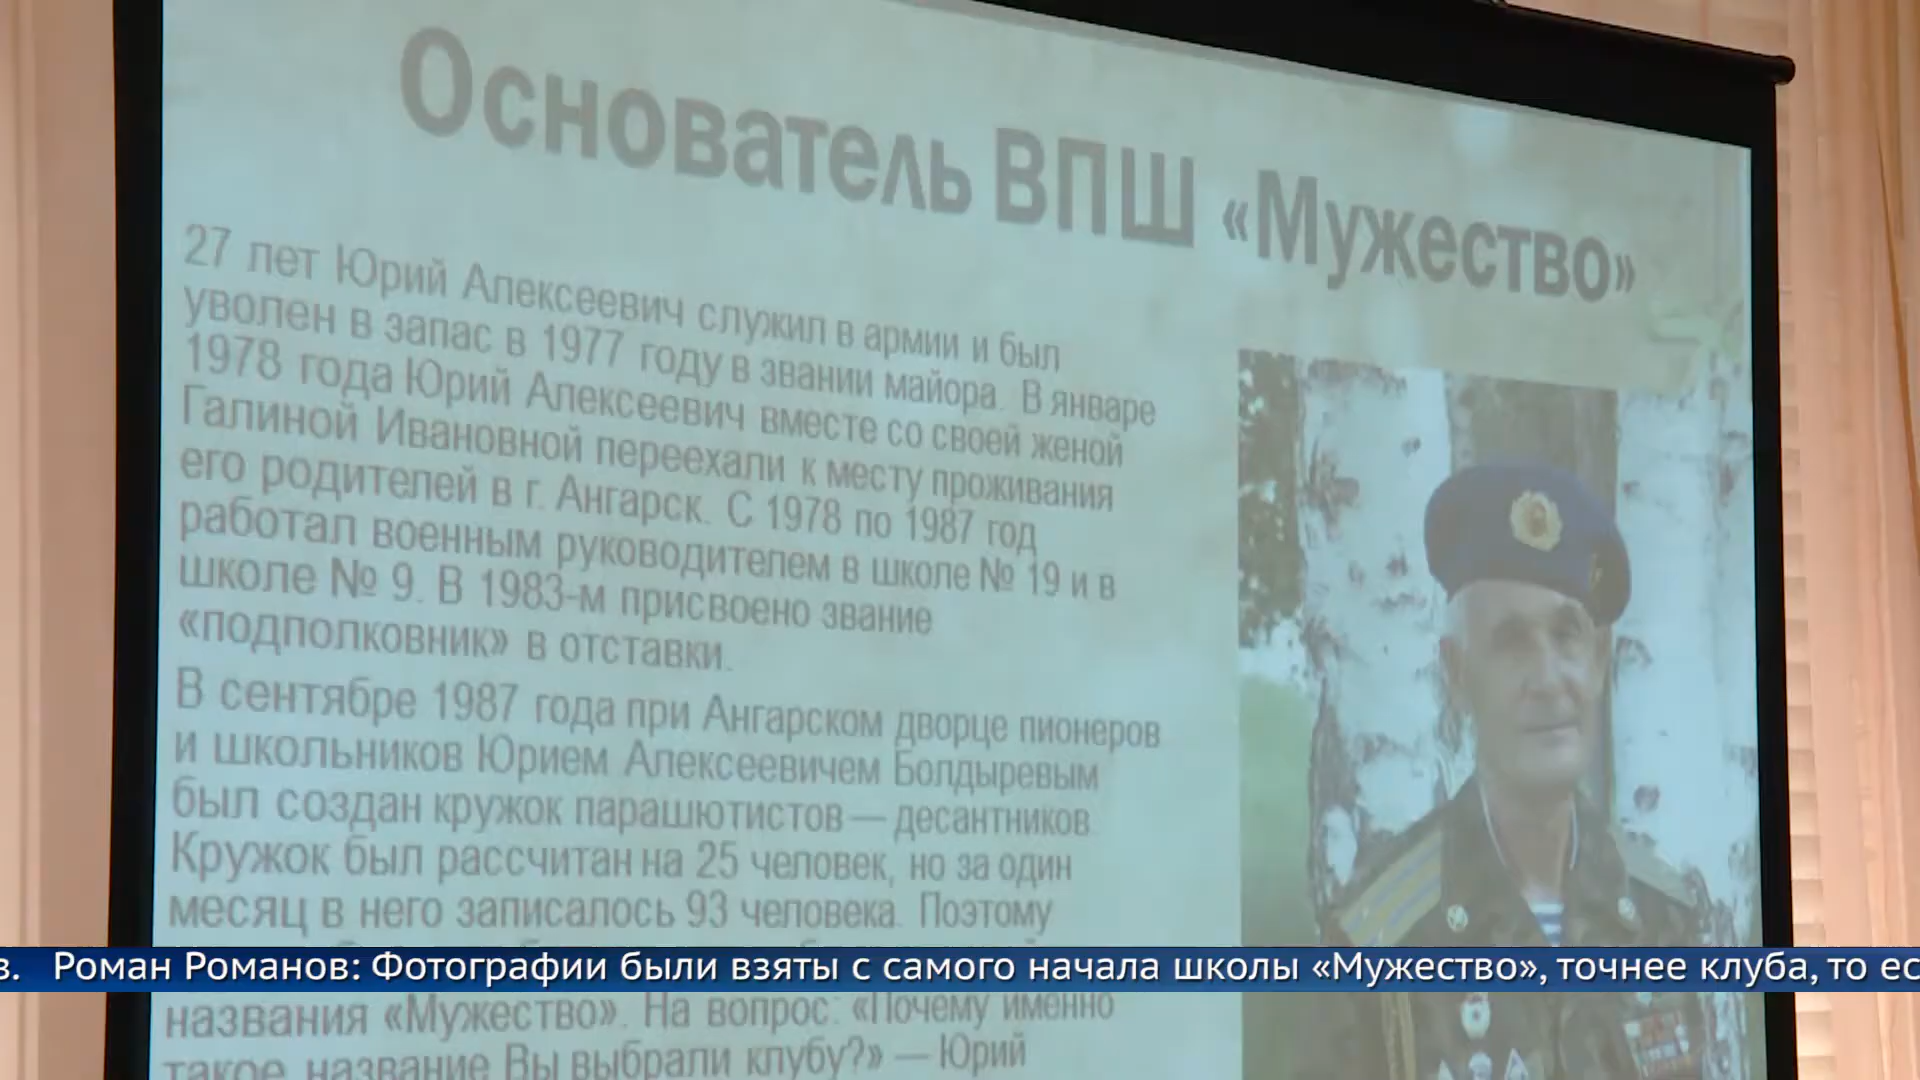 Основатель ВПШ «Мужество»
27 лет Юрий Алексеевич служил в армии и был
уволен в запас в 1977 году в звании майора. В январе
1978 года Юрий Алексеевич вместе со своей женой
Галиной Ивановной переехали к месту проживания
его родителей в г. Ангарск. С 1978 по 1987 год
работал военным руководителем в школе № 19 и в
школе № 9. В 1983-м присвоено звание
«подполковник» в отставки.
В сентябре 1987 года при Ангарском дворце пионеров
и школьников Юрием Алексеевичем Болдыревым
был создан кружок парашютистов — десантников.
Кружок был рассчитан на 25 человек, но за один
месяц в него записалось 93 человека. Поэтому
в. Роман Романов: Фотографии были взяты с самого начала школы «Мужество», точнее клуба, то ес
названия «Мужество». На вопрос: «Почему именно
такое название Вы выбрали клубу?» — Юрий